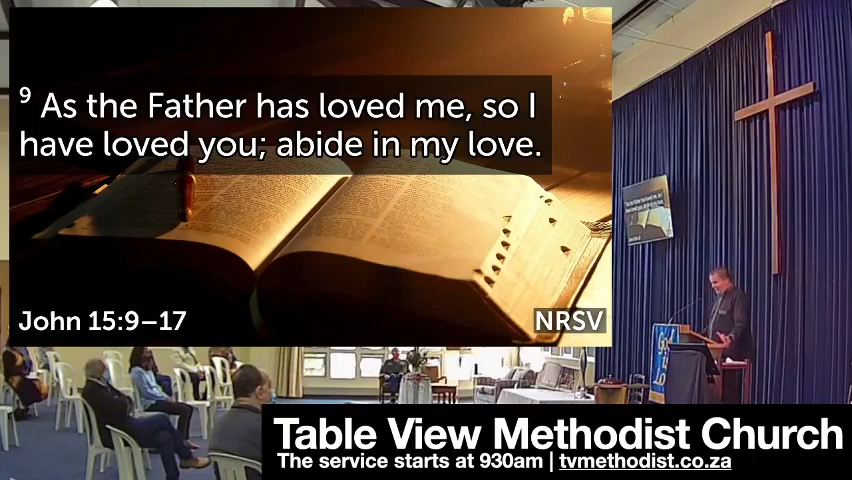 9 As the Father has loved me, so I
have loved you; abide in my love.
John 15:9–17
NRSV
Table View Methodist Church
The service starts at 930am | tvmethodist.co.za